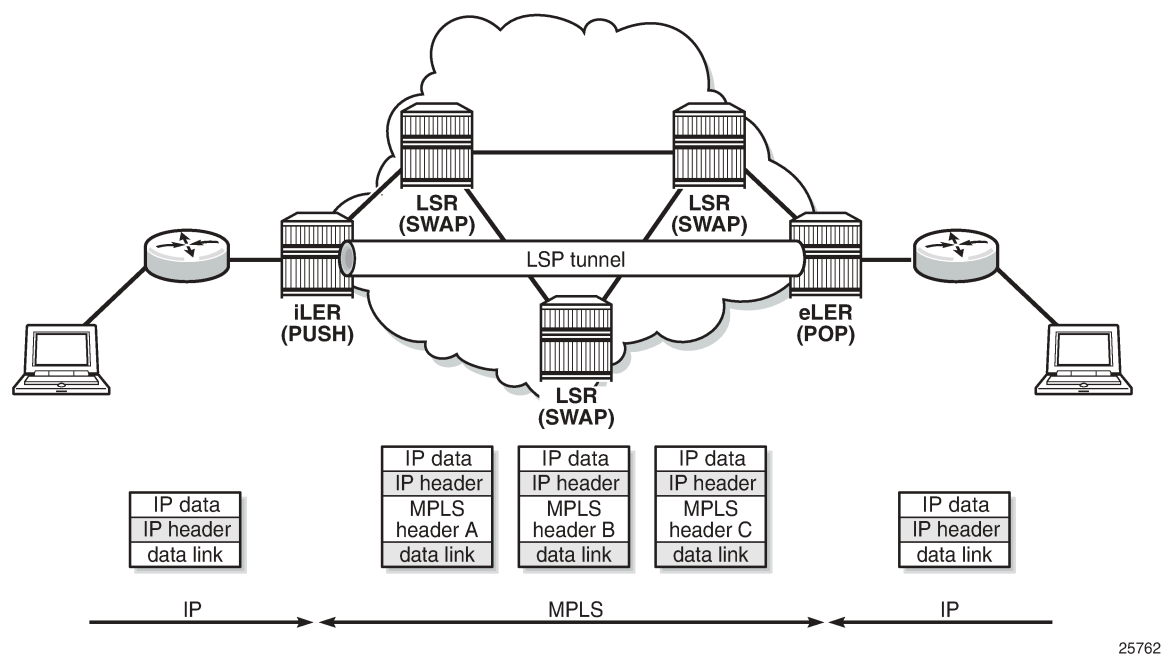 LSR
(SWAP)
LSR
(SWAP)
LSP tunnel
iLER
(PUSH)
eLER
(POP)
LSR
(SWAP)
IP data
IP header
MPLS
header A
data link
IP data
IP header
MPLS
header B
data link
IP data
IP header
MPLS
header C
data link
IP data
IP header
data link
IP data
IP header
data link
IP
MPLS
IP
25762